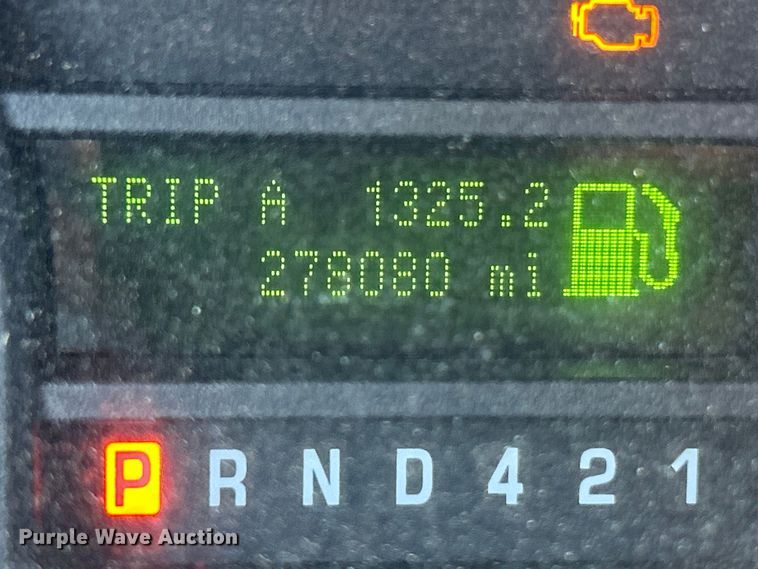 TRIP A 1325.2
278080 mi
P R N D 4 2 1
Purple Wave Auction